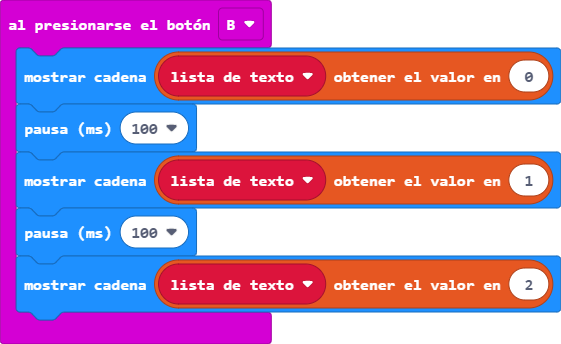 al presionarse el botón B
mostrar cadena lista de texto obtener el valor en 0
pausa (ms) 100
mostrar cadena lista de texto obtener el valor en 1
pausa (ms) 100
mostrar cadena lista de texto obtener el valor en 2